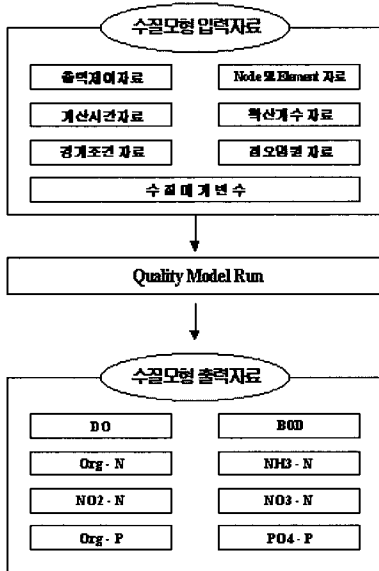 수질모형 입력자료
출력제어자료
Node 및 Element 자료
계산시간자료
확산계수 자료
경계조건 자료
점오염원 자료
수 질 매 개 변 수
Quality Model Run
수질모형 출력자료
DO
BOD
Org - N
NH3 - N
NO2 - N
NO3 - N
Org - P
PO4 - P